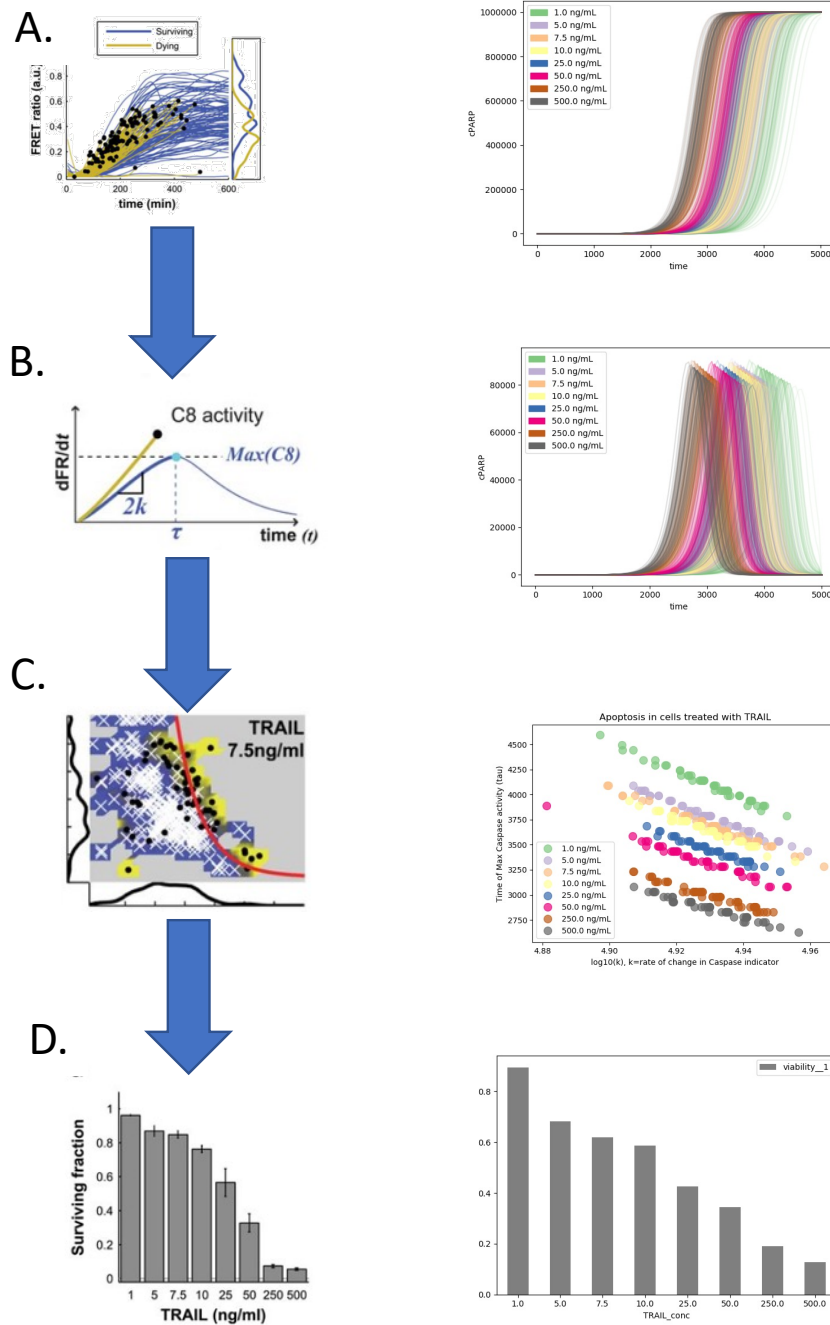 A.
Surviving
Dying
FRET ratio (a.u.)
0.8
0.6
0.4
0.2
0
0 200 400 600
time (min)
1.0 ng/mL
5.0 ng/mL
7.5 ng/mL
10.0 ng/mL
25.0 ng/mL
50.0 ng/mL
250.0 ng/mL
500.0 ng/mL
cPARP
1000000
800000
600000
400000
200000
0
0 1000 2000 3000 4000 5000
time
B.
dFR/dt
C8 activity
Max(C8)
2k
τ
time (t)
1.0 ng/mL
5.0 ng/mL
7.5 ng/mL
10.0 ng/mL
25.0 ng/mL
50.0 ng/mL
250.0 ng/mL
500.0 ng/mL
cPARP
80000
60000
40000
20000
0
0 1000 2000 3000 4000 5000
time
C.
TRAIL
7.5ng/ml
Apoptosis in cells treated with TRAIL
Time of Max Caspase activity (tau)
4500
4250
4000
3750
3500
3250
3000
2750
1.0 ng/mL
5.0 ng/mL
7.5 ng/mL
10.0 ng/mL
25.0 ng/mL
50.0 ng/mL
250.0 ng/mL
500.0 ng/mL
4.88 4.90 4.92 4.94 4.96
log10(k), k=rate of change in Caspase indicator
D.
Surviving fraction
1
0.8
0.6
0.4
0.2
0
1 5 7.5 10 25 50 250 500
TRAIL (ng/ml)
viability__1
0.8
0.6
0.4
0.2
0.0
1.0 5.0 7.5 10.0 25.0 50.0 250.0 500.0
TRAIL_conc